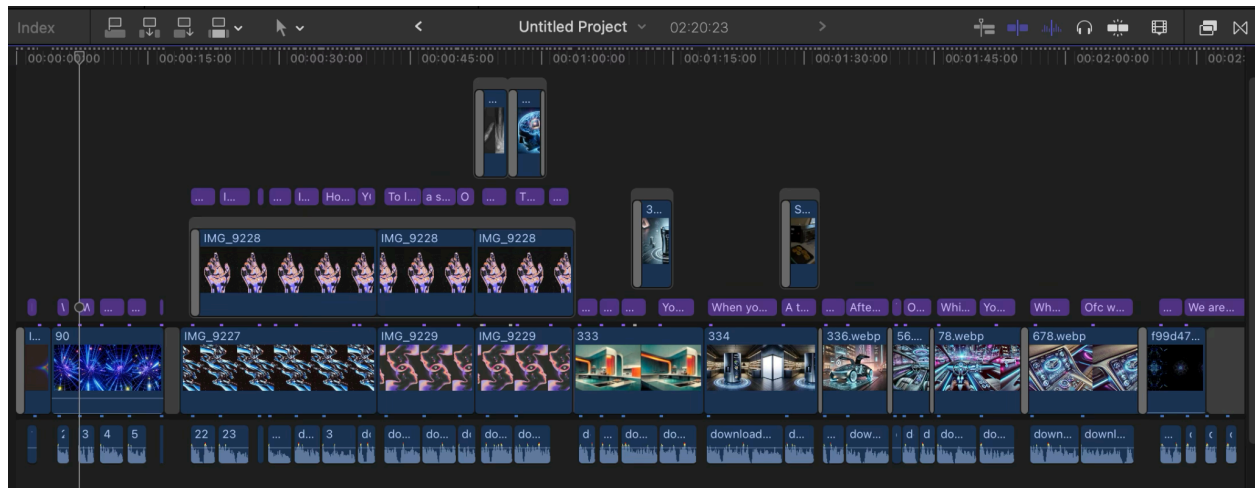 Index
Untitled Project
02:20:23
00:00:00:00
00:00:15:00
00:00:30:00
00:00:45:00
00:01:00:00
00:01:15:00
00:01:30:00
00:01:45:00
00:02:00:00
00:02:
...
...
...
I...
...
I...
Ho...
To l...
a s...
O
...
T...
...
3...
S...
IMG_9228
IMG_9228
IMG_9228
...
...
...
...
...
Yo...
When yo...
A t...
...
Afte...
O...
Whi...
Yo...
Wh...
Ofc w...
...
We are...
I...
90
IMG_9227
IMG_9229
IMG_9229
333
334
336.webp
56....
78.webp
678.webp
f99d47...
3
4
5
22
23
...
d...
3
do...
do...
do...
do...
d
...
do...
do...
download...
d...
...
dow...
d
d
do...
do...
down...
downl...
...